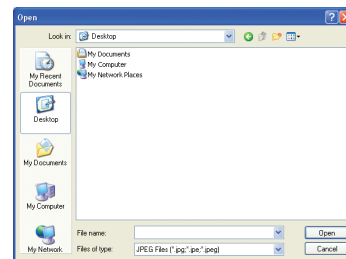 Open
Look in:
Desktop
My Recent
Documents
Desktop
My Documents
My Computer
My Network
My Documents
My Computer
My Network Places
File name:
Open
Files of type:
JPEG Files (*.jpg;*.jpe;*.jpeg)
Cancel